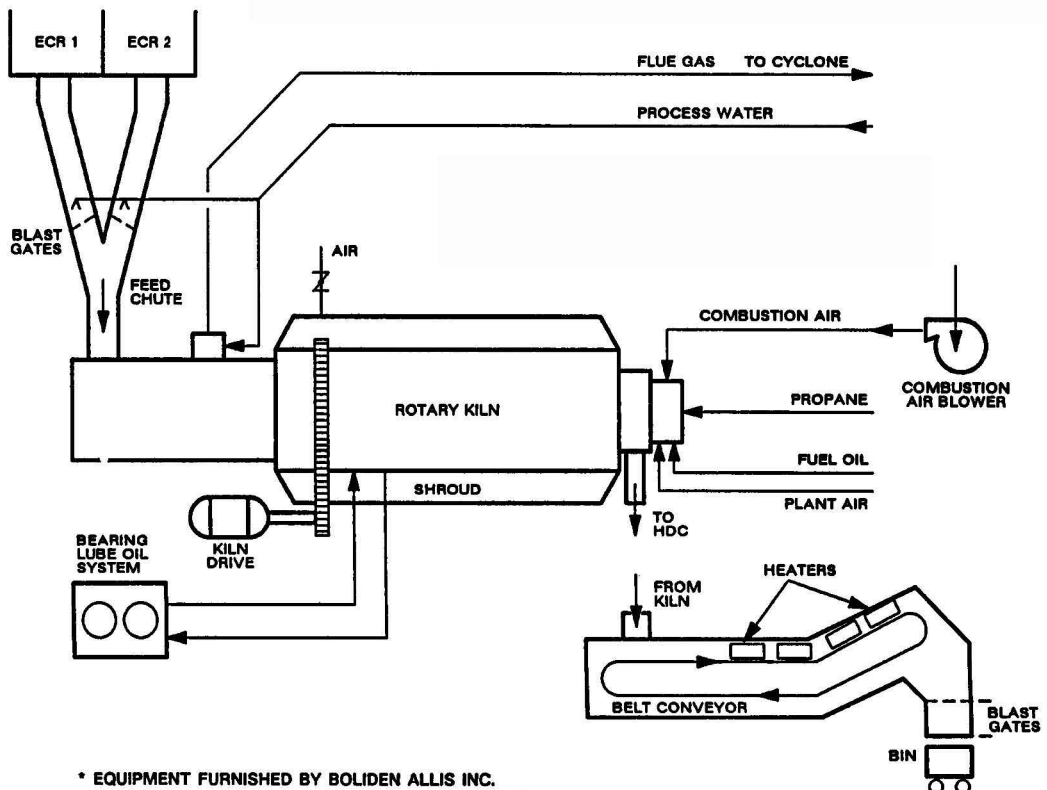 ECR 1
ECR 2
FLUE GAS TO CYCLONE
PROCESS WATER
BLAST
GATES
FEED
CHUTE
AIR
COMBUSTION AIR
COMBUSTION
AIR BLOWER
PROPANE
ROTARY KILN
FUEL OIL
SHROUD
PLANT AIR
KILN
DRIVE
TO
HDC
BEARING
LUBE OIL
SYSTEM
FROM
KILN
HEATERS
BELT CONVEYOR
BLAST
GATES
BIN
* EQUIPMENT FURNISHED BY BOLIDEN ALLIS INC.